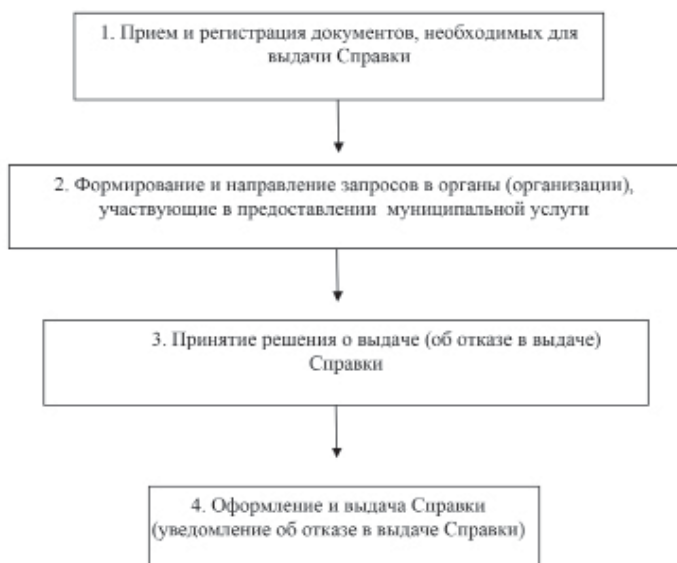 1. Прием и регистрация документов, необходимых для
выдачи Справки
2. Формирование и направление запросов в органы (организации),
участвующие в предоставлении муниципальной услуги
3. Принятие решения о выдаче (об отказе в выдаче)
Справки
4. Оформление и выдача Справки
(уведомление об отказе в выдаче Справки)